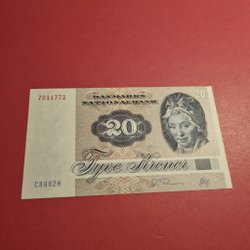 7011773
DANMARKS
NATIONALBANK
20
20
Tyve Kroner
C8882H